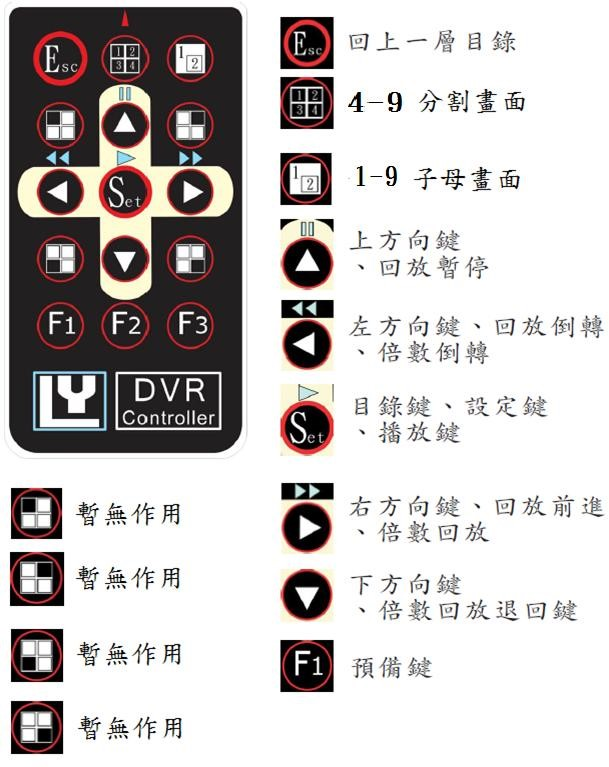 Esc
1 2
3 4
1 2
Set
F1 F2 F3
LY
DVR
Controller
暫無作用
暫無作用
暫無作用
暫無作用
Esc 回上一層目錄
1 2
3 4
4-9 分割畫面
1 2
1-9 子母畫面
上方向鍵
、回放暫停
左方向鍵、回放倒轉
、倍數倒轉
Set 目錄鍵、設定鍵
、播放鍵
右方向鍵、回放前進
、倍數回放
下方向鍵
、倍數回放退回鍵
F1 預備鍵